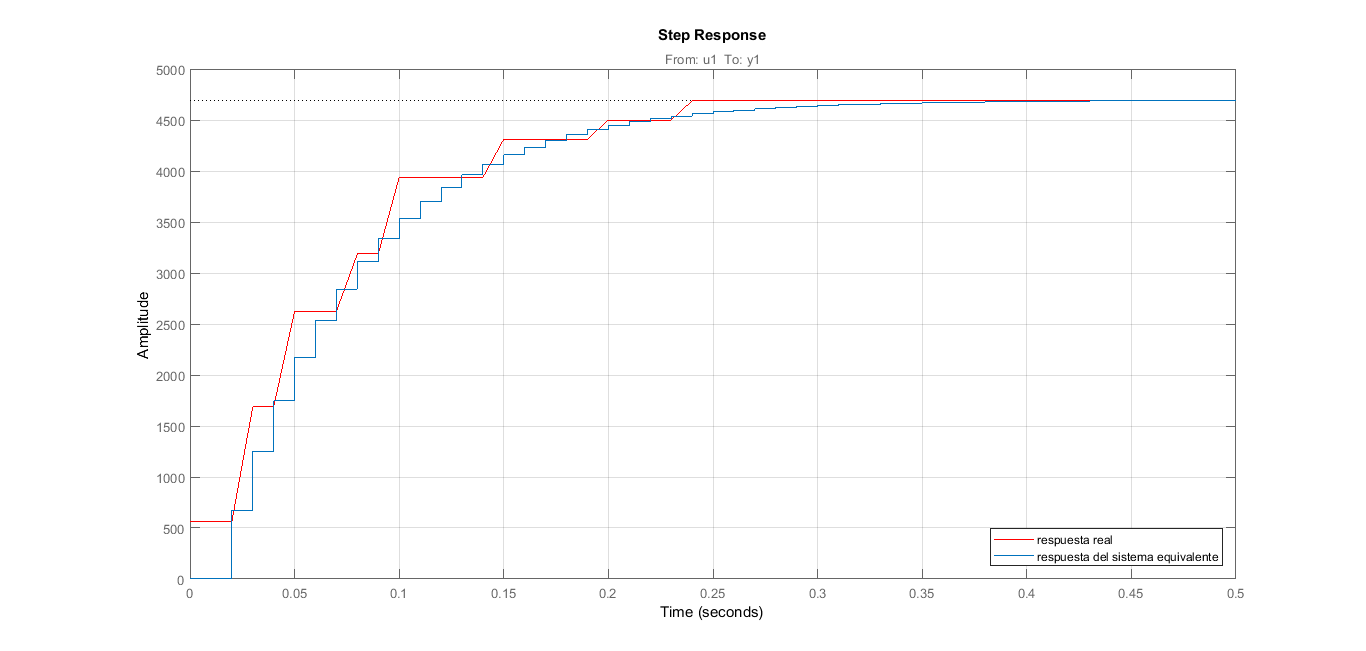 Step Response
From: u1 To: y1
5000
4500
4000
3500
3000
2500
2000
1500
1000
500
0
Amplitude
respuesta real
respuesta del sistema equivalente
0 0.05 0.1 0.15 0.2 0.25 0.3 0.35 0.4 0.45 0.5
Time (seconds)